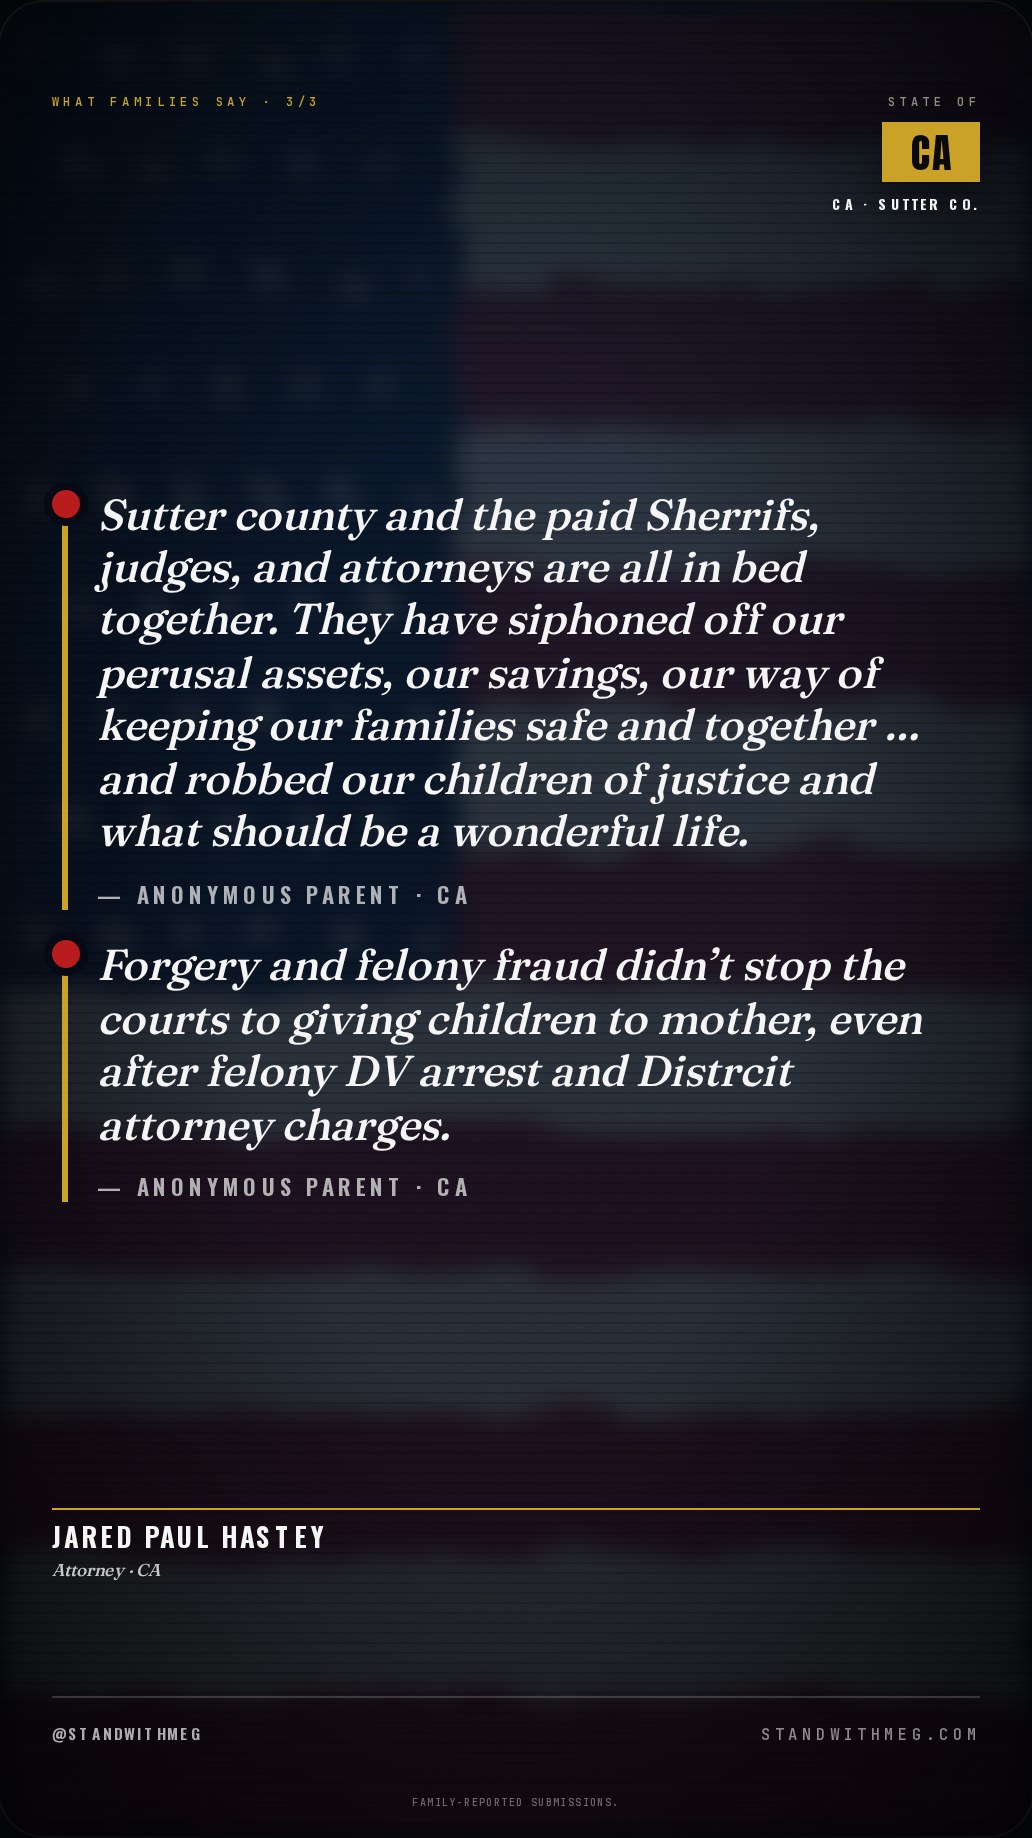 WHAT FAMILIES SAY · 3/3
STATE OF
CA
CA · SUTTER CO.
Sutter county and the paid Sherrifs,
judges, and attorneys are all in bed
together. They have siphoned off our
perusal assets, our savings, our way of
keeping our families safe and together ...
and robbed our children of justice and
what should be a wonderful life.
— ANONYMOUS PARENT · CA
Forgery and felony fraud didn’t stop the
courts to giving children to mother, even
after felony DV arrest and Distrcit
attorney charges.
— ANONYMOUS PARENT · CA
JARED PAUL HASTEY
Attorney · CA
@STANDWITHMEG
STANDWITHMEG.COM
FAMILY-REPORTED SUBMISSIONS.